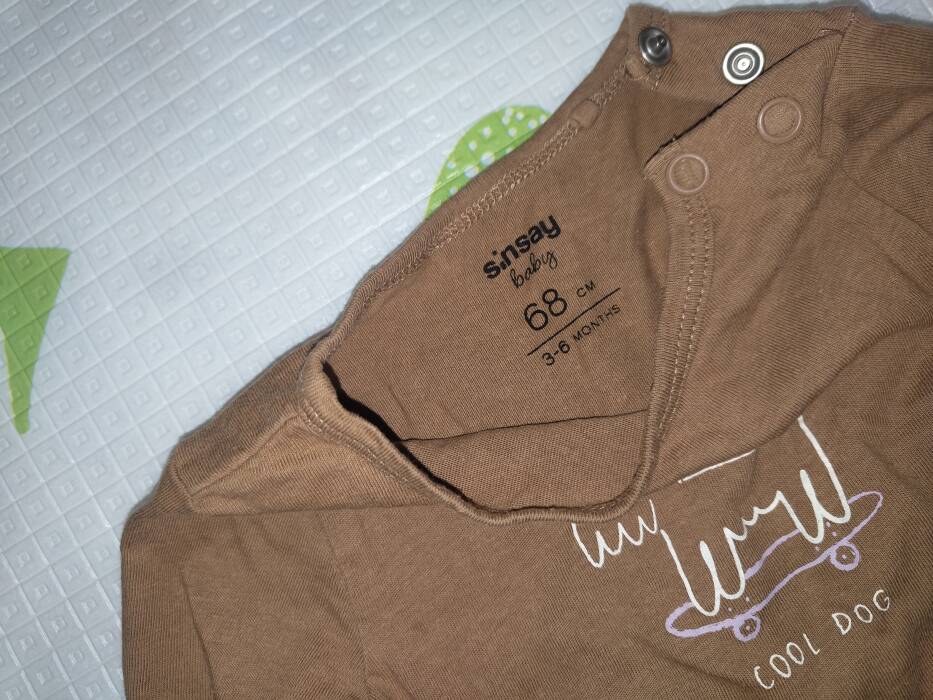 sinsay
baby
68 CM
3-6 MONTHS
COOL DOG